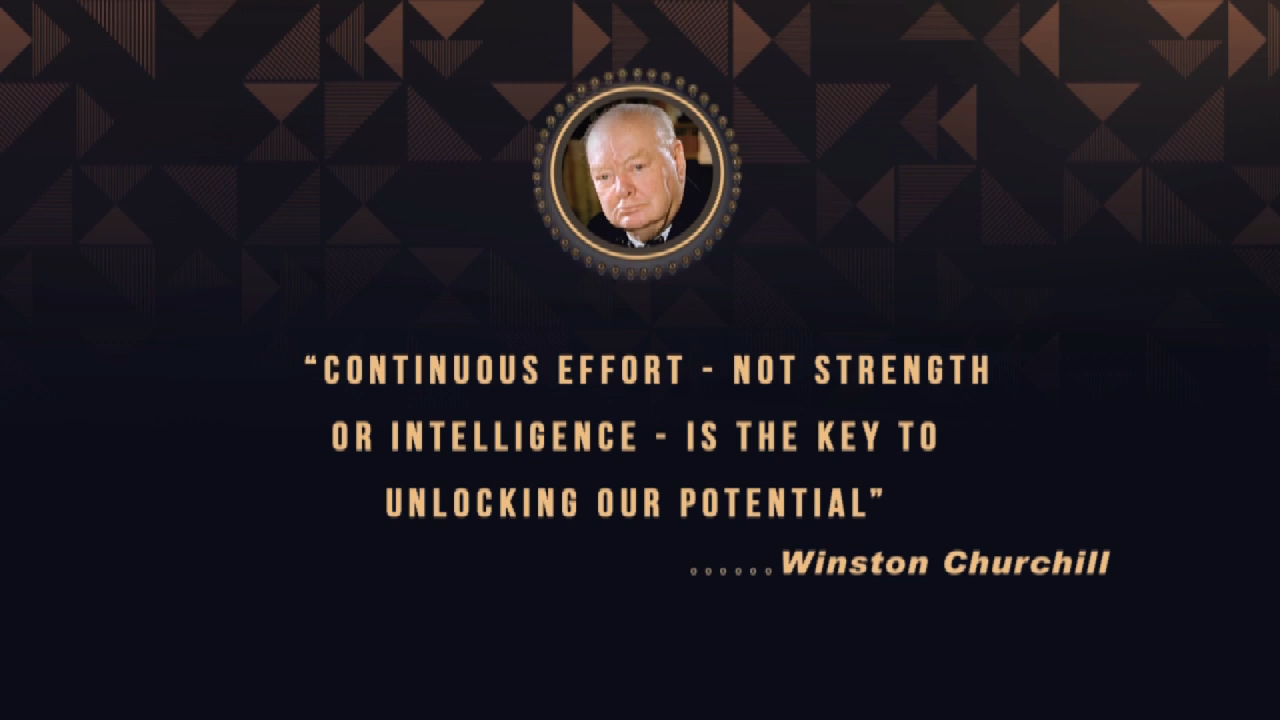 “CONTINUOUS EFFORT - NOT STRENGTH
OR INTELLIGENCE - IS THE KEY TO
UNLOCKING OUR POTENTIAL”
......Winston Churchill